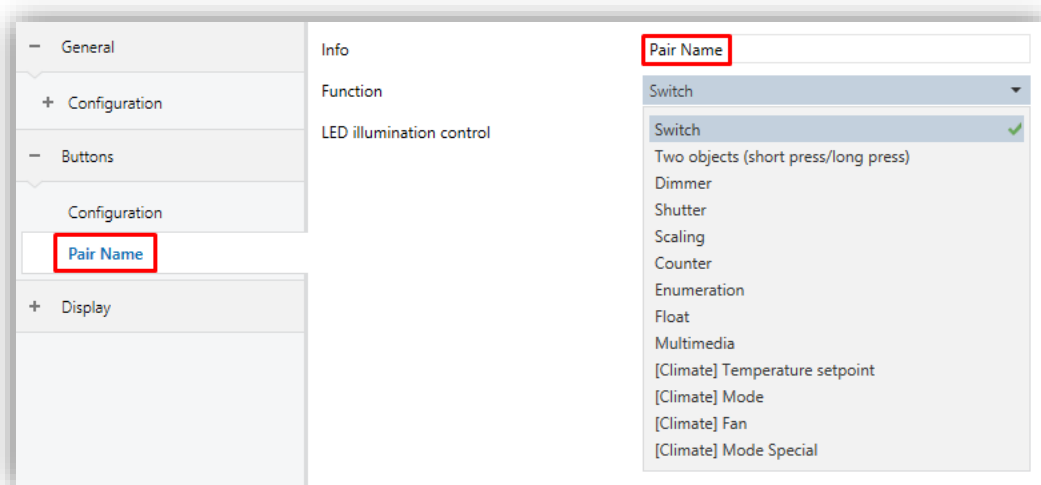 General
Configuration
Buttons
Configuration
Pair Name
Display
Info
Pair Name
Function
Switch
LED illumination control
Switch
Two objects (short press/long press)
Dimmer
Shutter
Scaling
Counter
Enumeration
Float
Multimedia
[Climate] Temperature setpoint
[Climate] Mode
[Climate] Fan
[Climate] Mode Special